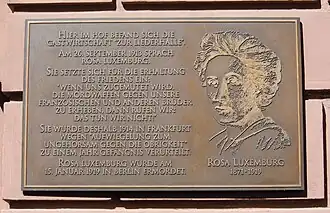 HIER IM HOF BEFAND SICH DIE
GASTWIRTSCHAFT "ZUR LIEDERHALLE".
AM 26. SEPTEMBER 1913 SPRACH
ROSA LUXEMBURG.
SIE SETZTE SICH FÜR DIE ERHALTUNG
DES FRIEDENS EIN:
"WENN UNS ZUGEMUTET WIRD,
DIE MORDWAFFEN GEGEN UNSERE
FRANZÖSISCHEN UND ANDEREN BRÜDER
ZU ERHEBEN, DANN RUFEN WIR:
DAS TUN WIR NICHT!"
SIE WURDE DESHALB 1914 IN FRANKFURT
WEGEN "AUFWIEGELUNG ZUM
UNGEHORSAM GEGEN DIE OBRIGKEIT"
ZU EINEM JAHR GEFÄNGNIS VERURTEILT.
ROSA LUXEMBURG WURDE AM
15. JANUAR 1919 IN BERLIN ERMORDET.
ROSA LUXEMBURG
1871-1919